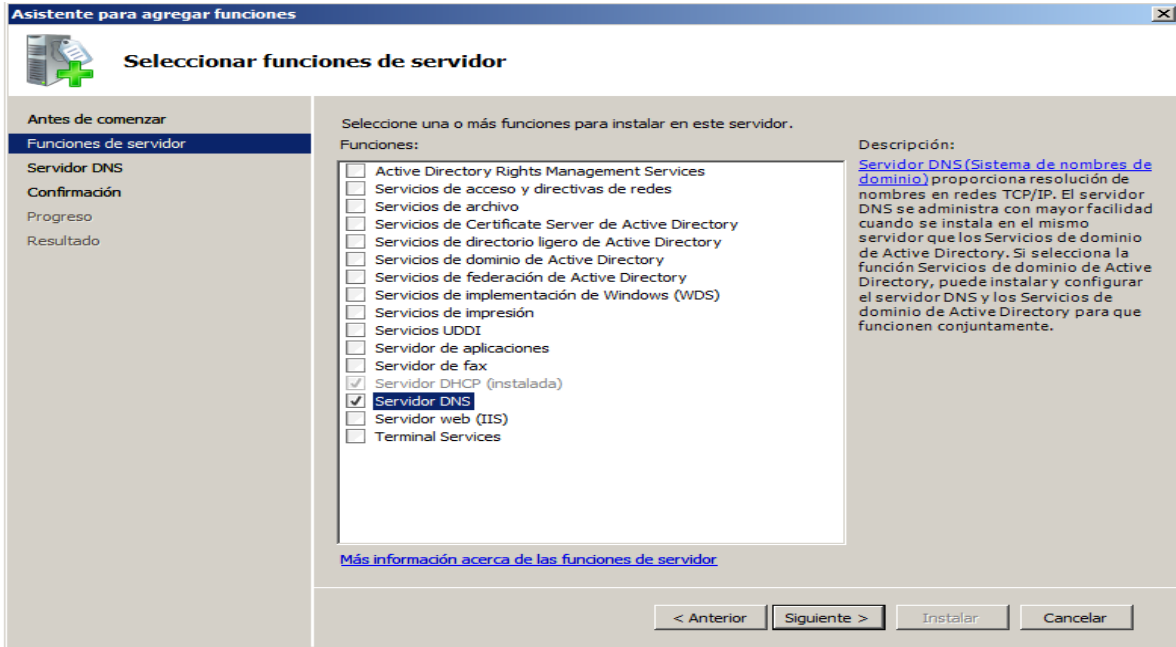 Asistente para agregar funciones
Seleccionar funciones de servidor
Antes de comenzar
Funciones de servidor
Servidor DNS
Confirmación
Progreso
Resultado
Seleccione una o más funciones para instalar en este servidor.
Funciones:
Active Directory Rights Management Services
Servicios de acceso y directivas de redes
Servicios de archivo
Servicios de Certificate Server de Active Directory
Servicios de directorio ligero de Active Directory
Servicios de dominio de Active Directory
Servicios de federación de Active Directory
Servicios de implementación de Windows (WDS)
Servicios de impresión
Servicios UDDI
Servidor de aplicaciones
Servidor de fax
Servidor DHCP (instalada)
Servidor DNS
Servidor web (IIS)
Terminal Services
Más información acerca de las funciones de servidor
Descripción:
Servidor DNS (Sistema de nombres de
dominio) proporciona resolución de
nombres en redes TCP/IP. El servidor
DNS se administra con mayor facilidad
cuando se instala en el mismo
servidor que los Servicios de dominio
de Active Directory. Si selecciona la
función Servicios de dominio de Active
Directory, puede instalar y configurar
el servidor DNS y los Servicios de
dominio de Active Directory para que
funcionen conjuntamente.
< Anterior
Siguiente >
Instalar
Cancelar